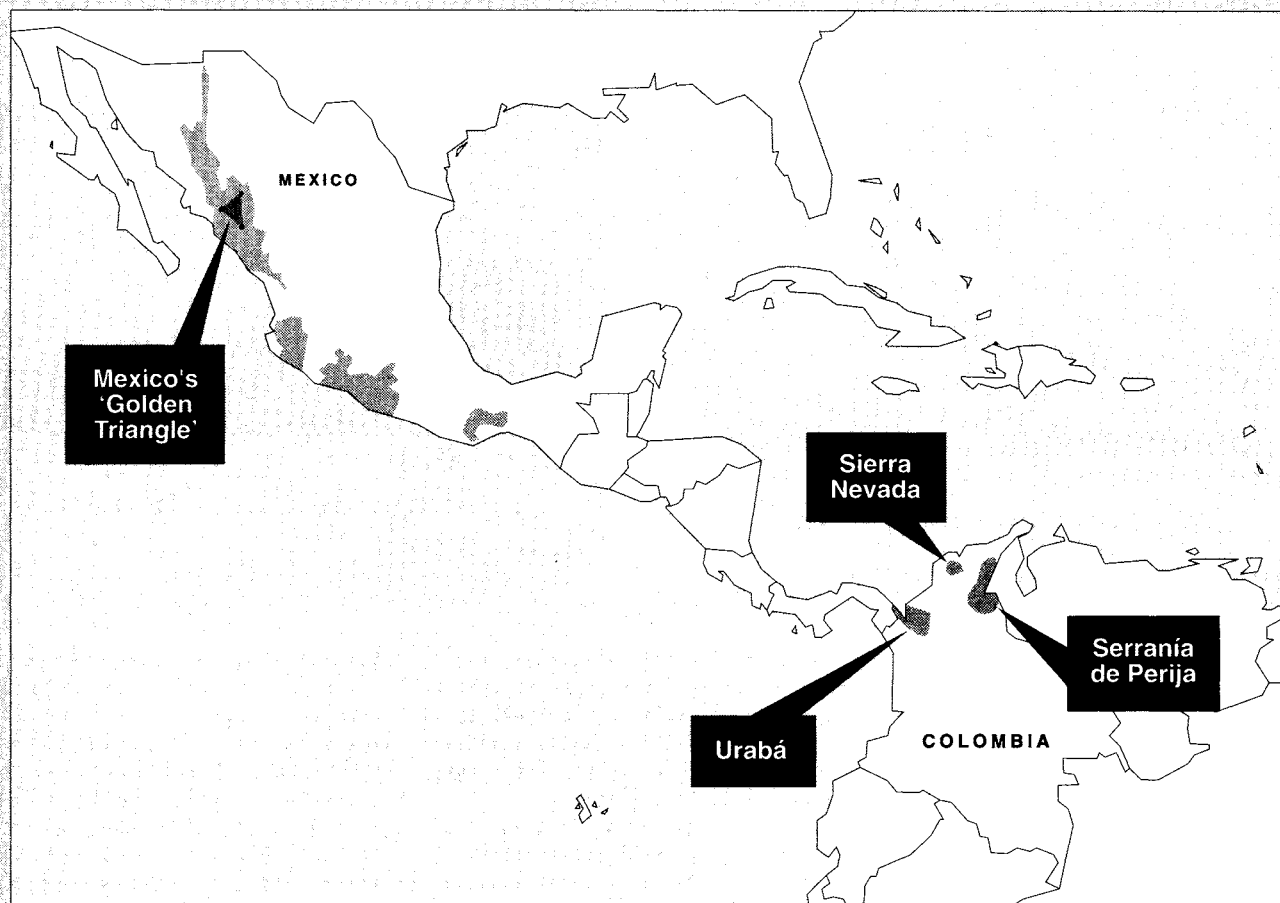 MEXICO
Mexico's
'Golden
Triangle'
Sierra
Nevada
Serranía
de Perija
Urabá
COLOMBIA